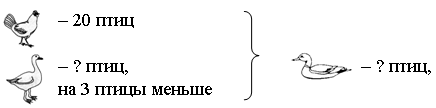 – 20 птиц
– ? птиц,
на 3 птицы меньше
– ? птиц,